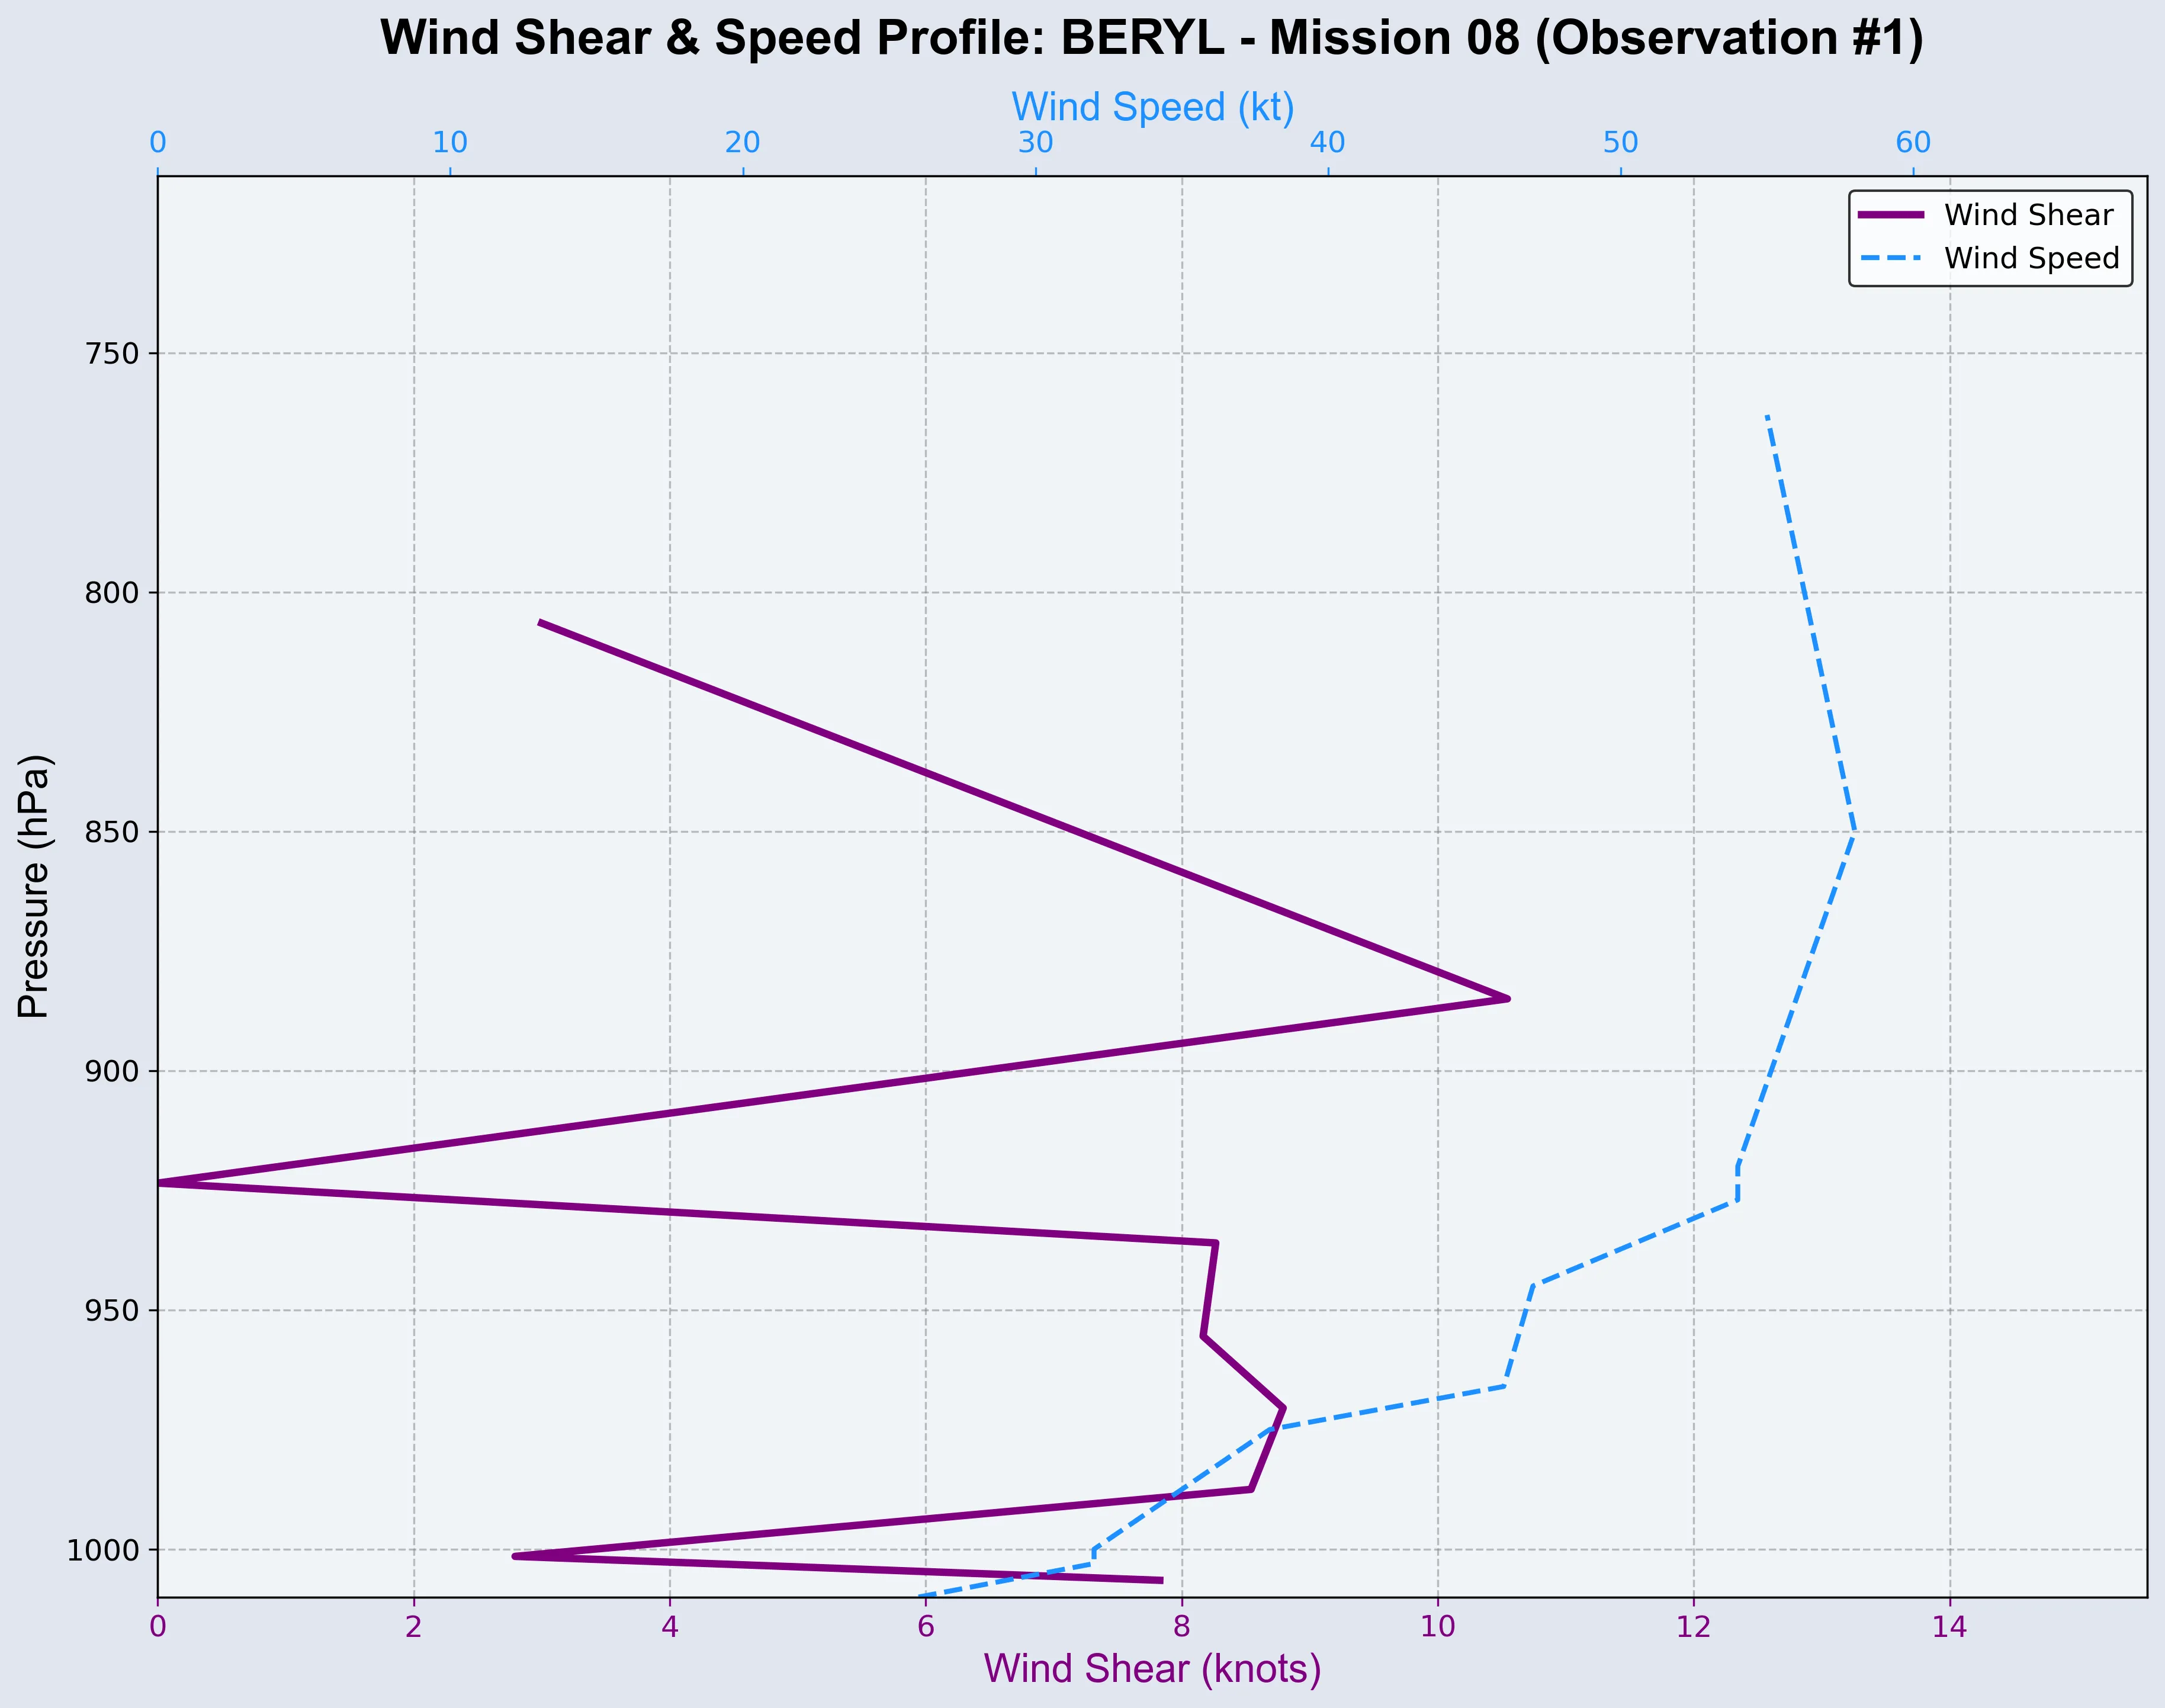 Wind Shear & Speed Profile: BERYL - Mission 08 (Observation #1)
Wind Speed (kt)
0 10 20 30 40 50 60
Wind Shear
Wind Speed
Pressure (hPa)
750
800
850
900
950
1000
0 2 4 6 8 10 12 14
Wind Shear (knots)